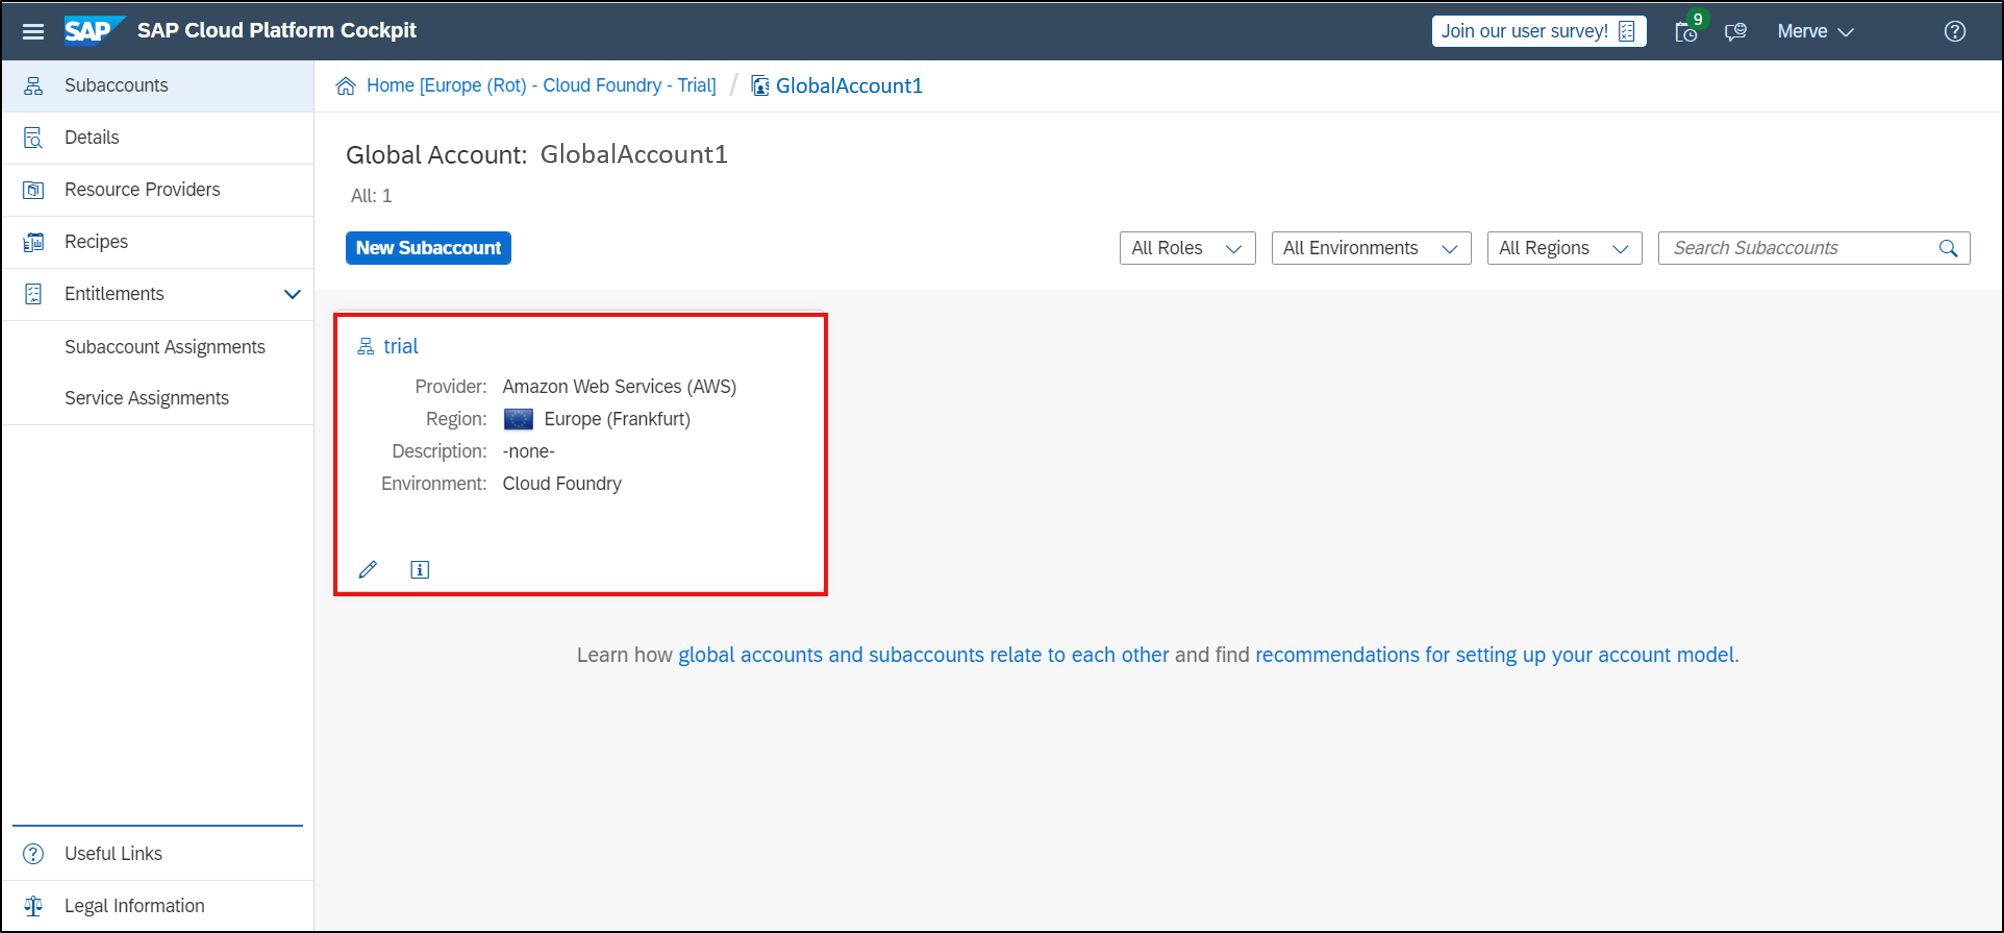 SAP SAP Cloud Platform Cockpit
Join our user survey!
9
Merve
Subaccounts
Details
Resource Providers
Recipes
Entitlements
Subaccount Assignments
Service Assignments
Useful Links
Legal Information
Home [Europe (Rot) - Cloud Foundry - Trial] / GlobalAccount1
Global Account: GlobalAccount1
All: 1
New Subaccount
All Roles
All Environments
All Regions
Search Subaccounts
trial
Provider: Amazon Web Services (AWS)
Region: Europe (Frankfurt)
Description: -none-
Environment: Cloud Foundry
Learn how global accounts and subaccounts relate to each other and find recommendations for setting up your account model.